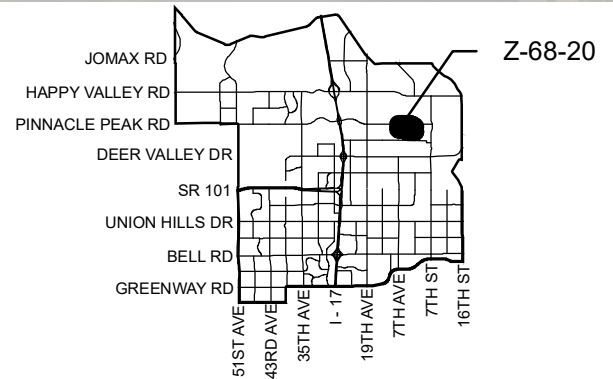 Z-68-20
JOMAX RD
HAPPY VALLEY RD
PINNACLE PEAK RD
DEER VALLEY DR
SR 101
UNION HILLS DR
BELL RD
GREENWAY RD
51ST AVE
43RD AVE
35TH AVE
I - 17
19TH AVE
7TH AVE
7TH ST
16TH ST